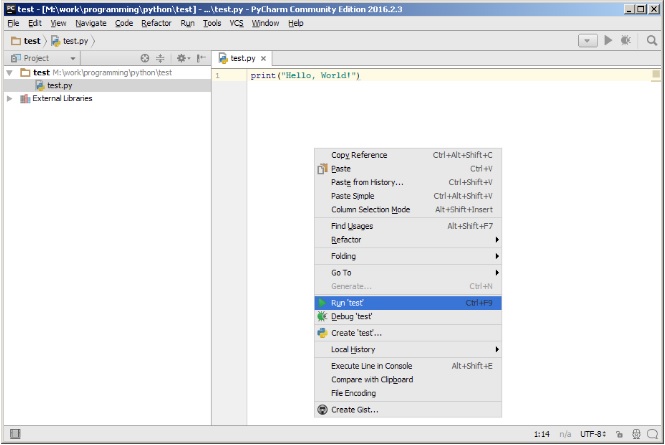 test - [M:\work\programming\python\test] - ...\test.py - PyCharm Community Edition 2016.2.3
File Edit View Navigate Code Refactor Run Tools VCS Window Help
test test.py
Project
test.py
test M:\work\programming\python\test
test.py
External Libraries
1 print("Hello, World!")
Copy Reference Ctrl+Alt+Shift+C
Paste Ctrl+V
Paste from History... Ctrl+Shift+V
Paste Simple Ctrl+Alt+Shift+V
Column Selection Mode Alt+Shift+Insert
Find Usages Alt+Shift+F7
Refactor
Folding
Go To
Generate... Ctrl+N
Run 'test' Ctrl+F9
Debug 'test'
Create 'test'...
Local History
Execute Line in Console Alt+Shift+E
Compare with Clipboard
File Encoding
Create Gist...
1:14 n/a UTF-8